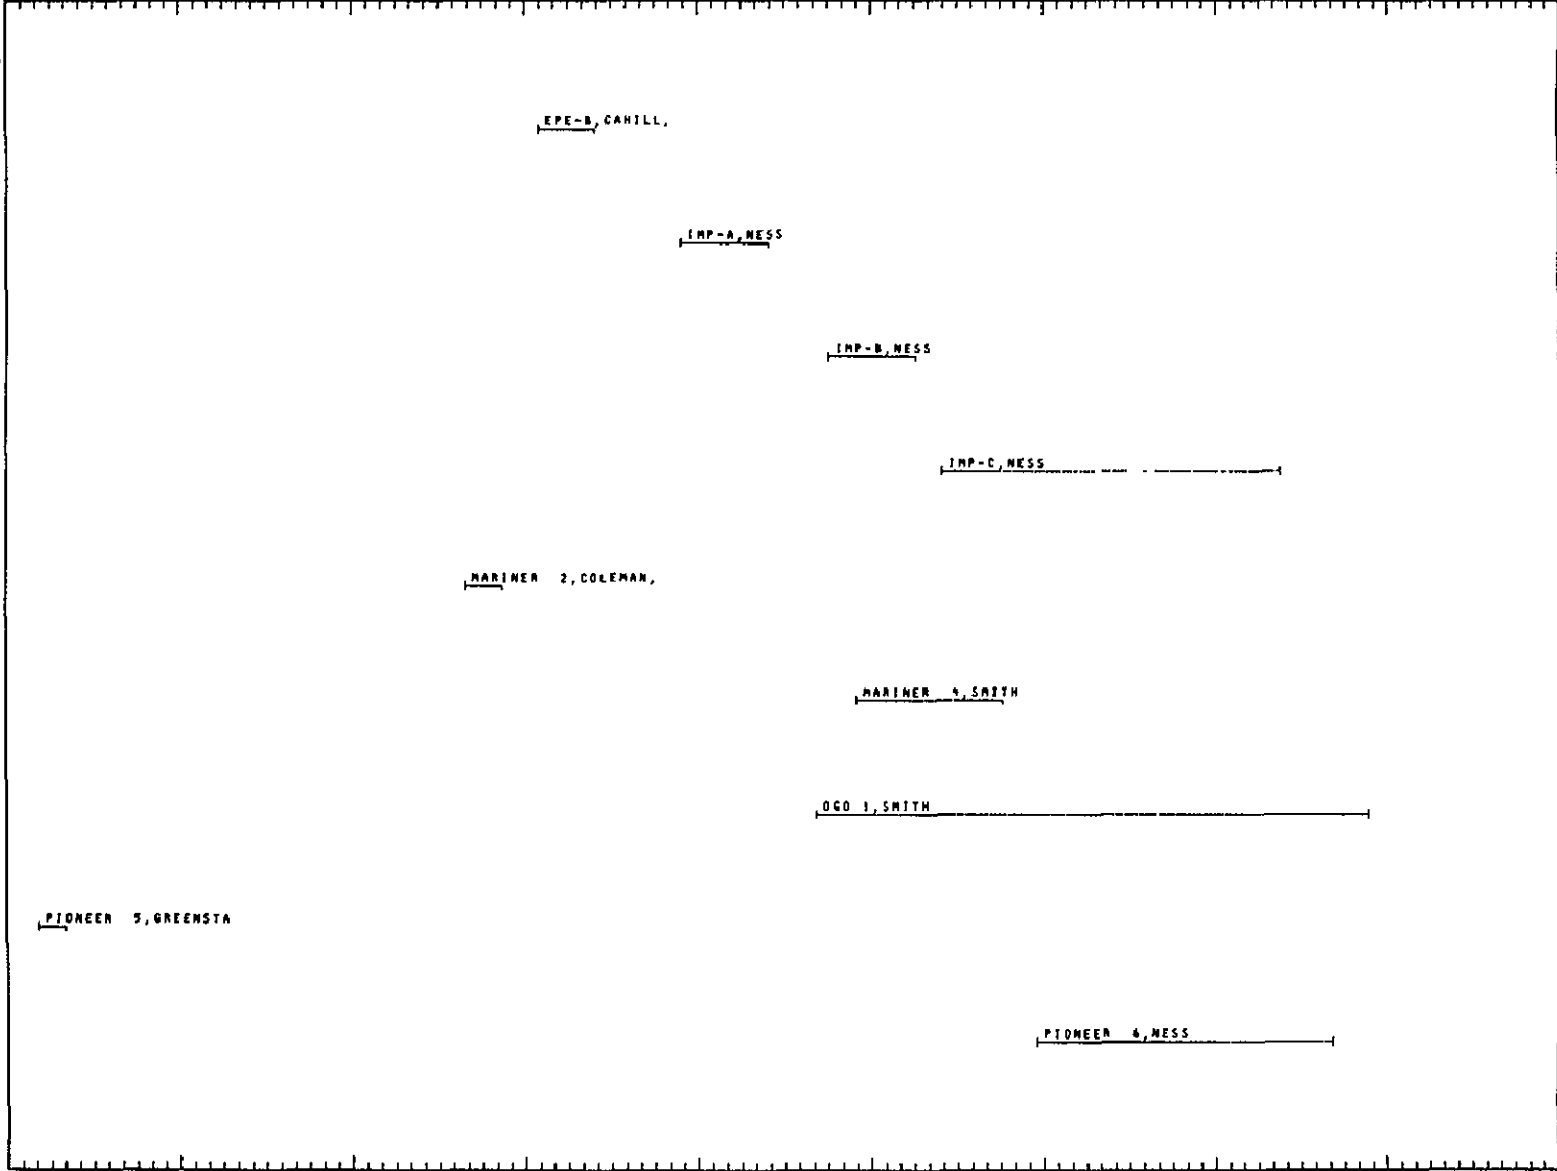 EPE-B,CAHILL,
IMP-A,NESS
IMP-B,NESS
IMP-C,NESS
MARINER 2,COLEMAN,
MARINER 4,SMITH
OGO 1,SMITH
PIONEER 5,GREENSTA
PIONEER 6,NESS